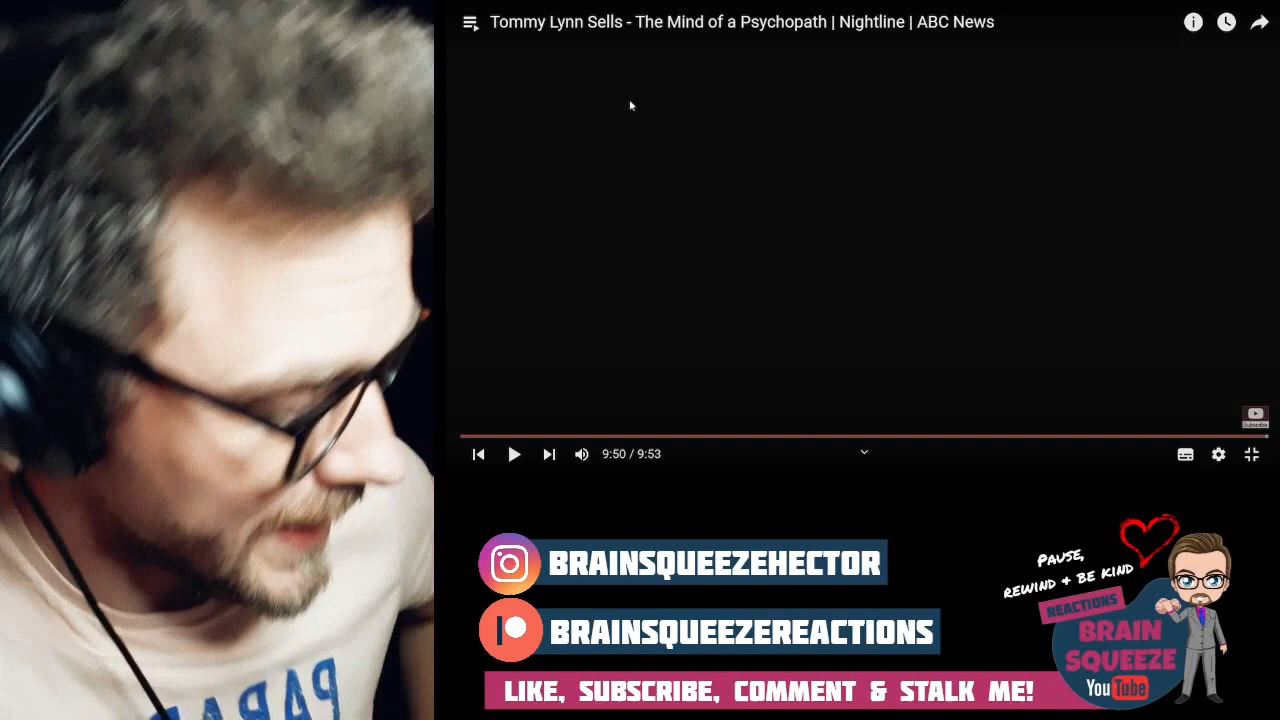 Tommy Lynn Sells - The Mind of a Psychopath | Nightline | ABC News
Subscribe
9:50 / 9:53
BRAINSQUEEZEHECTOR
BRAINSQUEEZEREACTIONS
LIKE, SUBSCRIBE, COMMENT & STALK ME!
PAUSE,
REWIND + BE KIND
REACTIONS
BRAIN
SQUEEZE
YouTube